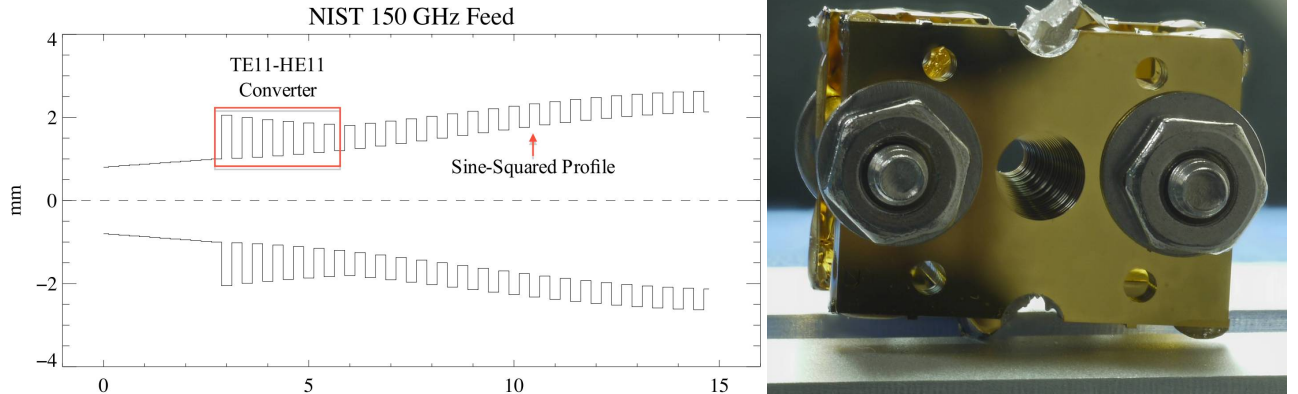 NIST 150 GHz Feed
4
TE11-HE11
Converter
2
Sine-Squared Profile
mm
0
−2
−4
0
5
10
15